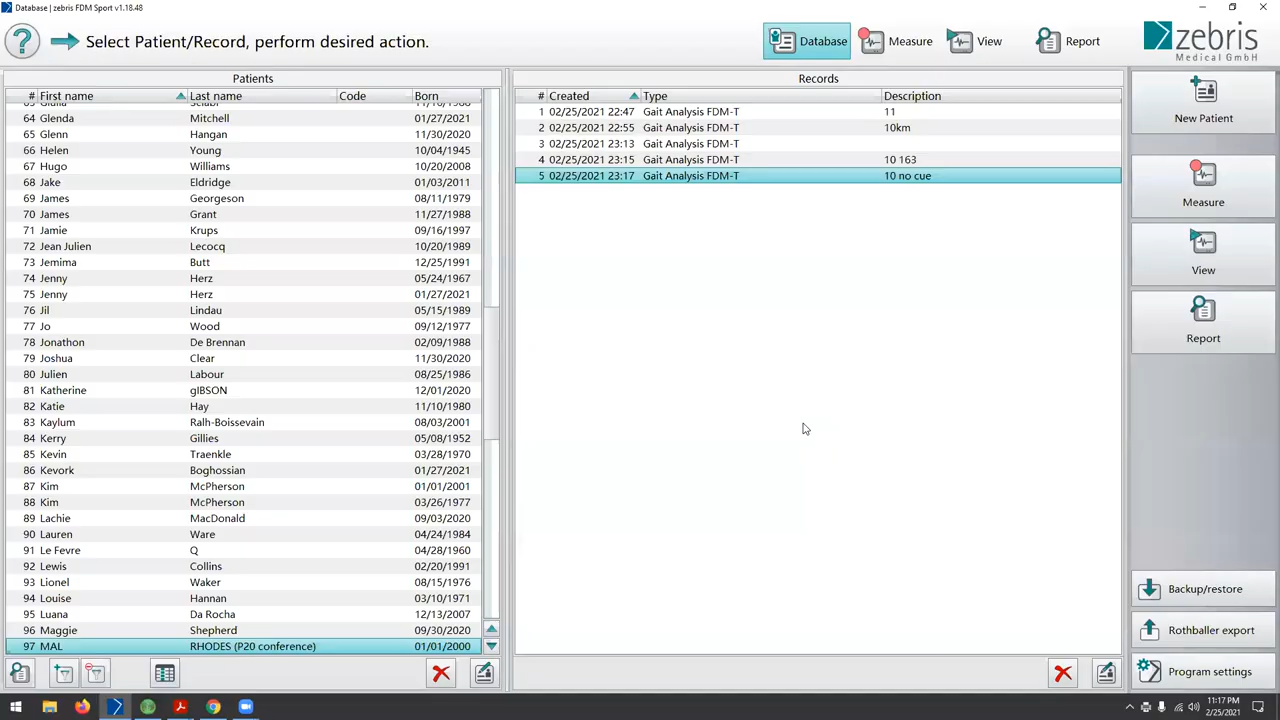 Database | zebris FDM Sport v1.18.48
? Select Patient/Record, perform desired action.
Database Measure View Report
zebris
Medical GmbH
Patients
# First name Last name Code Born
64 Glenda Mitchell 01/27/2021
65 Glenn Hangan 11/30/2020
66 Helen Young 10/04/1945
67 Hugo Williams 10/20/2008
68 Jake Eldridge 01/03/2011
69 James Georgeson 08/11/1979
70 James Grant 11/27/1988
71 Jamie Krups 09/16/1997
72 Jean Julien Lecocq 10/20/1989
73 Jemima Butt 12/25/1991
74 Jenny Herz 05/24/1967
75 Jenny Herz 01/27/2021
76 Jil Lindau 05/15/1989
77 Jo Wood 09/12/1977
78 Jonathon De Brennan 02/09/1988
79 Joshua Clear 11/30/2020
80 Julien Labour 08/25/1986
81 Katherine gIBSON 12/01/2020
82 Katie Hay 11/10/1980
83 Kaylum Ralh-Boissevain 08/03/2001
84 Kerry Gillies 05/08/1952
85 Kevin Traenkle 03/28/1970
86 Kevork Boghossian 01/27/2021
87 Kim McPherson 01/01/2001
88 Kim McPherson 03/26/1977
89 Lachie MacDonald 09/03/2020
90 Lauren Ware 04/24/1984
91 Le Fevre Q 04/28/1960
92 Lewis Collins 02/20/1991
93 Lionel Waker 08/15/1976
94 Louise Hannan 03/10/1971
95 Luana Da Rocha 12/13/2007
96 Maggie Shepherd 09/30/2020
97 MAL RHODES (P20 conference) 01/01/2000
Records
# Created Type Description
1 02/25/2021 22:47 Gait Analysis FDM-T 11
2 02/25/2021 22:55 Gait Analysis FDM-T 10km
3 02/25/2021 23:13 Gait Analysis FDM-T
4 02/25/2021 23:15 Gait Analysis FDM-T 10 163
5 02/25/2021 23:17 Gait Analysis FDM-T 10 no cue
New Patient
Measure
View
Report
Backup/restore
Rothballer export
Program settings
11:17 PM
2/25/2021